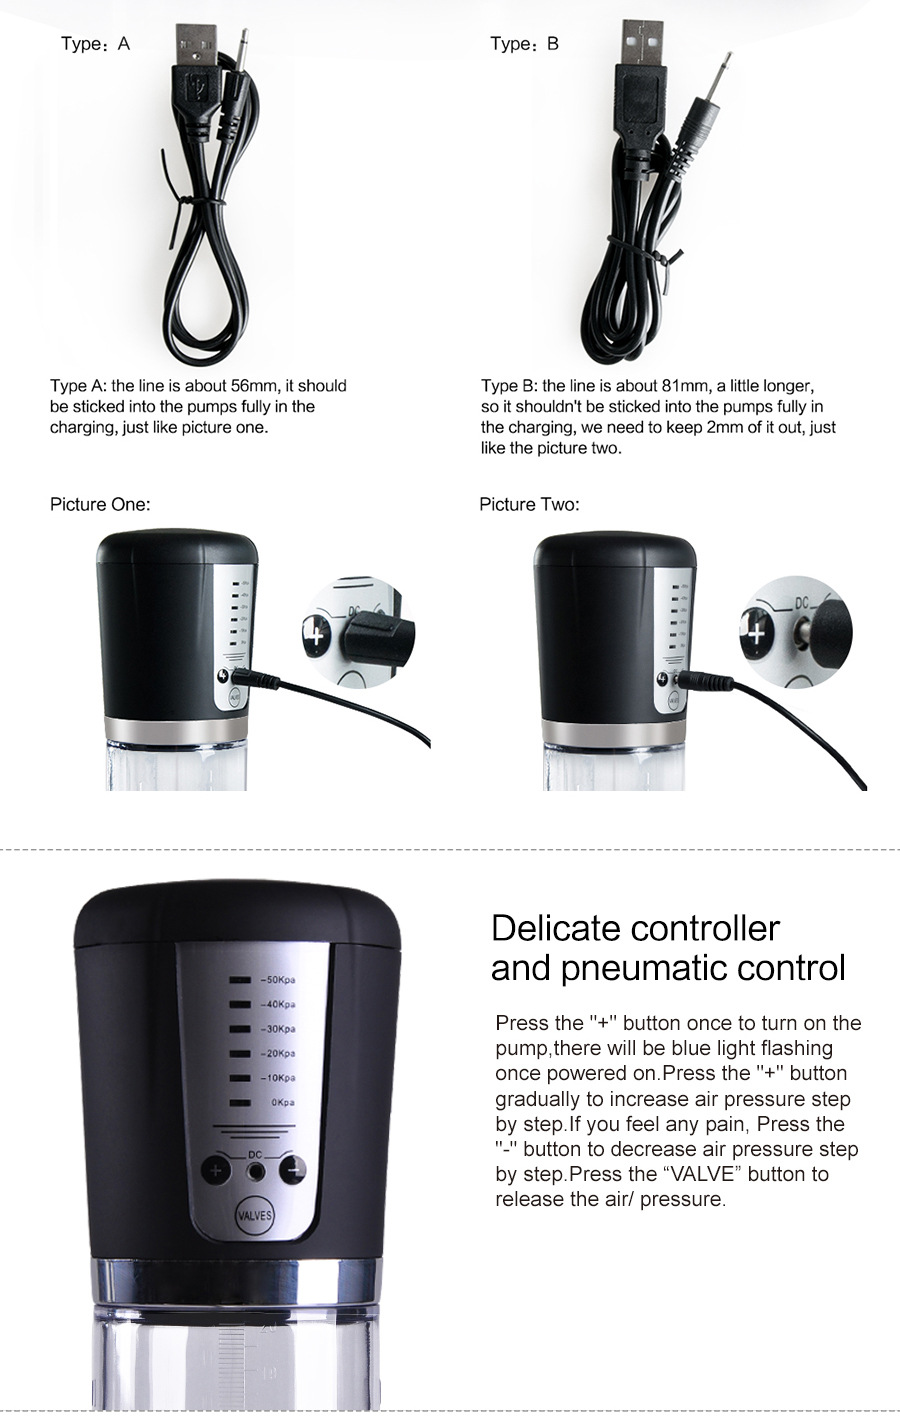 Type: A
Type: B
Type A: the line is about 56mm, it should
be sticked into the pumps fully in the
charging, just like picture one.
Type B: the line is about 81mm, a little longer,
so it shouldn't be sticked into the pumps fully in
the charging, we need to keep 2mm of it out, just
like the picture two.
Picture One:
Picture Two:
DC
+
VALVES
DC
+
VALVES
Delicate controller
and pneumatic control
Press the "+" button once to turn on the
pump,there will be blue light flashing
once powered on.Press the "+" button
gradually to increase air pressure step
by step.If you feel any pain, Press the
"-" button to decrease air pressure step
by step.Press the “VALVE” button to
release the air/ pressure.
-50Kpa
-40Kpa
-30Kpa
-20Kpa
-10Kpa
0Kpa
DC
+ -
VALVES
20